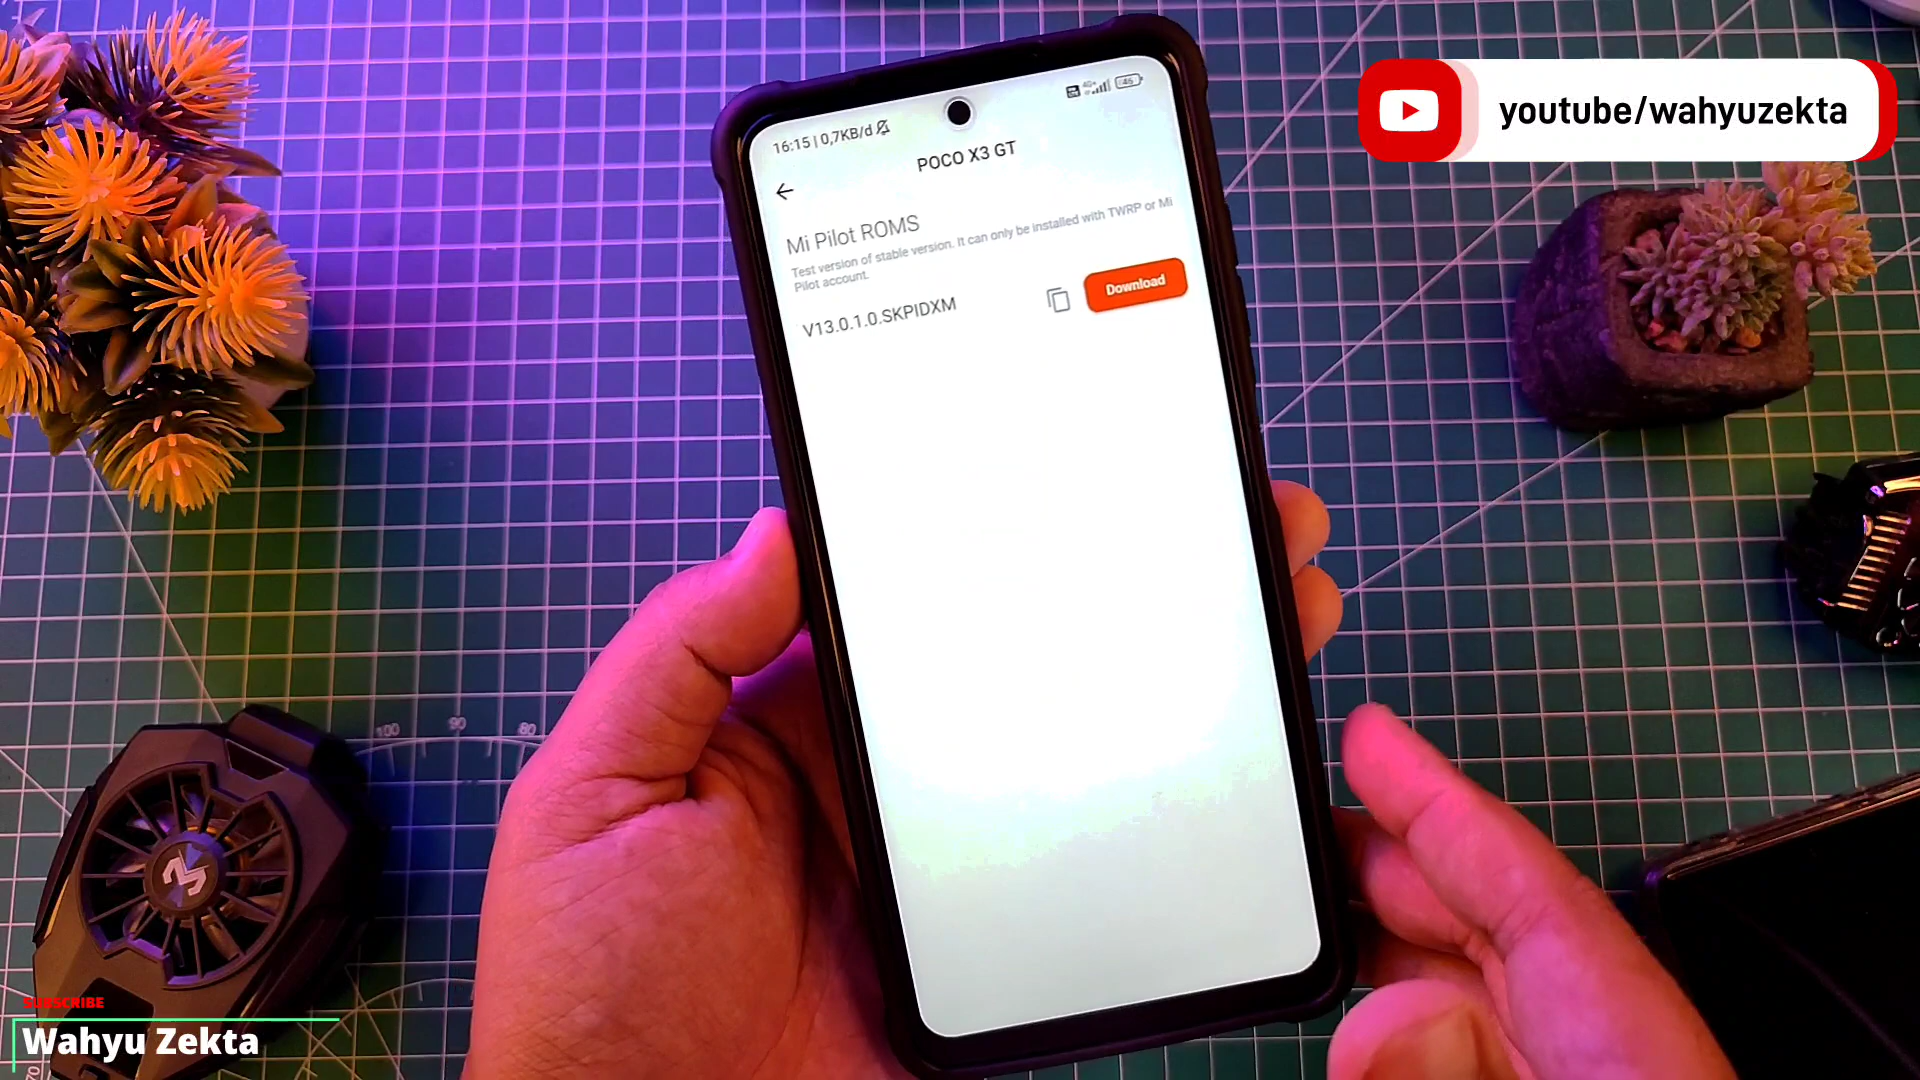 youtube/wahyuzekta
16:15 | 0,7KB/d
46
POCO X3 GT
Mi Pilot ROMS
Test version of stable version. It can only be installed with TWRP or Mi
Pilot account.
V13.0.1.0.SKPIDXM
Download
100 90 80
SUBSCRIBE
Wahyu Zekta
70